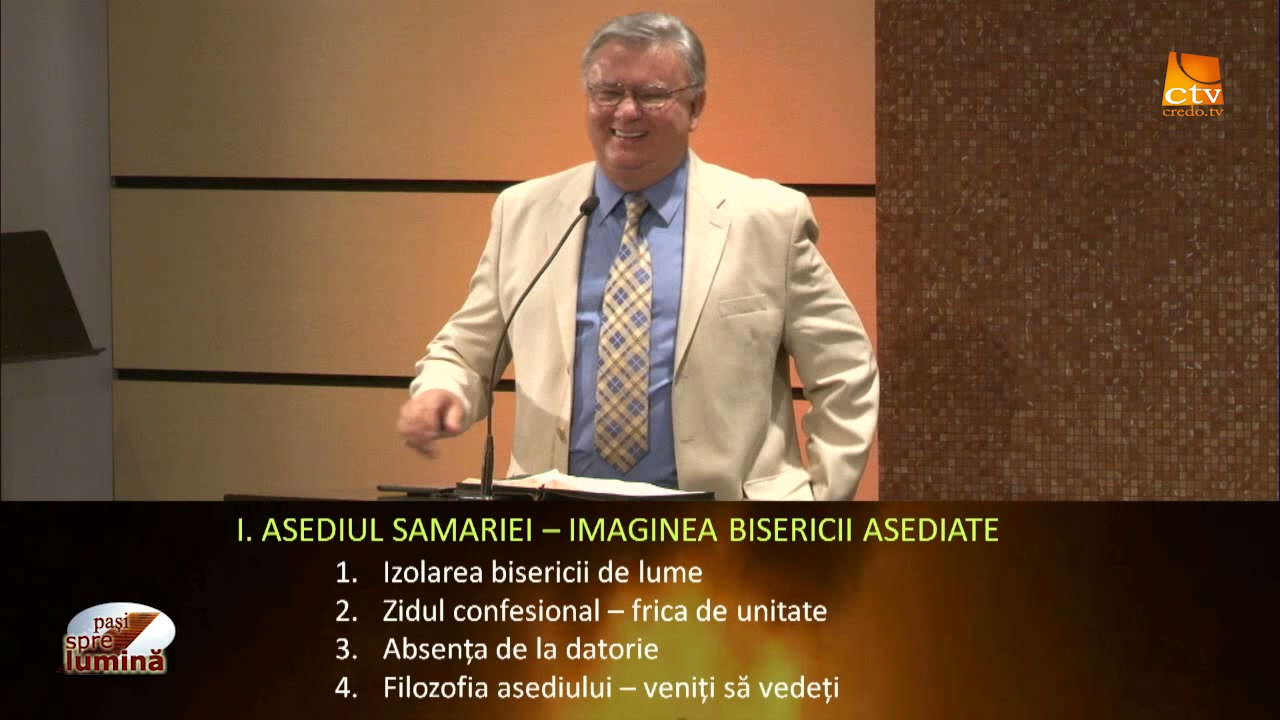 ctv
credo.tv
I. ASEDIUL SAMARIEI – IMAGINEA BISERICII ASEDIATE
1. Izolarea bisericii de lume
2. Zidul confesional – frica de unitate
3. Absența de la datorie
4. Filozofia asediului – veniți să vedeți
pași
spre
lumină